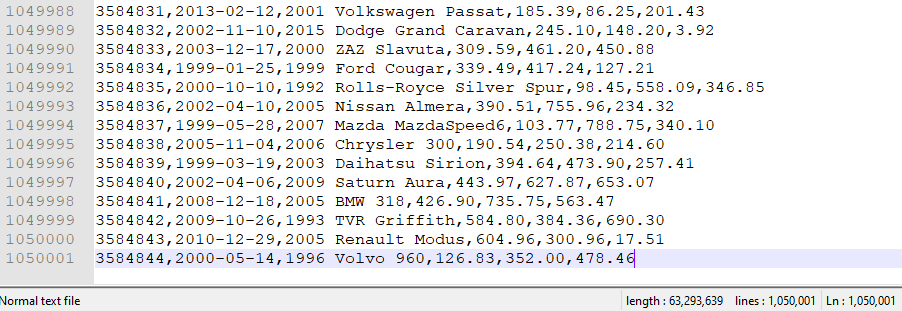 1049988 3584831,2013-02-12,2001 Volkswagen Passat,185.39,86.25,201.43
1049989 3584832,2002-11-10,2015 Dodge Grand Caravan,245.10,148.20,3.92
1049990 3584833,2003-12-17,2000 ZAZ Slavuta,309.59,461.20,450.88
1049991 3584834,1999-01-25,1999 Ford Cougar,339.49,417.24,127.21
1049992 3584835,2000-10-10,1992 Rolls-Royce Silver Spur,98.45,558.09,346.85
1049993 3584836,2002-04-10,2005 Nissan Almera,390.51,755.96,234.32
1049994 3584837,1999-05-28,2007 Mazda MazdaSpeed6,103.77,788.75,340.10
1049995 3584838,2005-11-04,2006 Chrysler 300,190.54,250.38,214.60
1049996 3584839,1999-03-19,2003 Daihatsu Sirion,394.64,473.90,257.41
1049997 3584840,2002-04-06,2009 Saturn Aura,443.97,627.87,653.07
1049998 3584841,2008-12-18,2005 BMW 318,426.90,735.75,563.47
1049999 3584842,2009-10-26,1993 TVR Griffith,584.80,384.36,690.30
1050000 3584843,2010-12-29,2005 Renault Modus,604.96,300.96,17.51
1050001 3584844,2000-05-14,1996 Volvo 960,126.83,352.00,478.46
Normal text file length : 63,293,639 lines : 1,050,001 Ln : 1,050,001